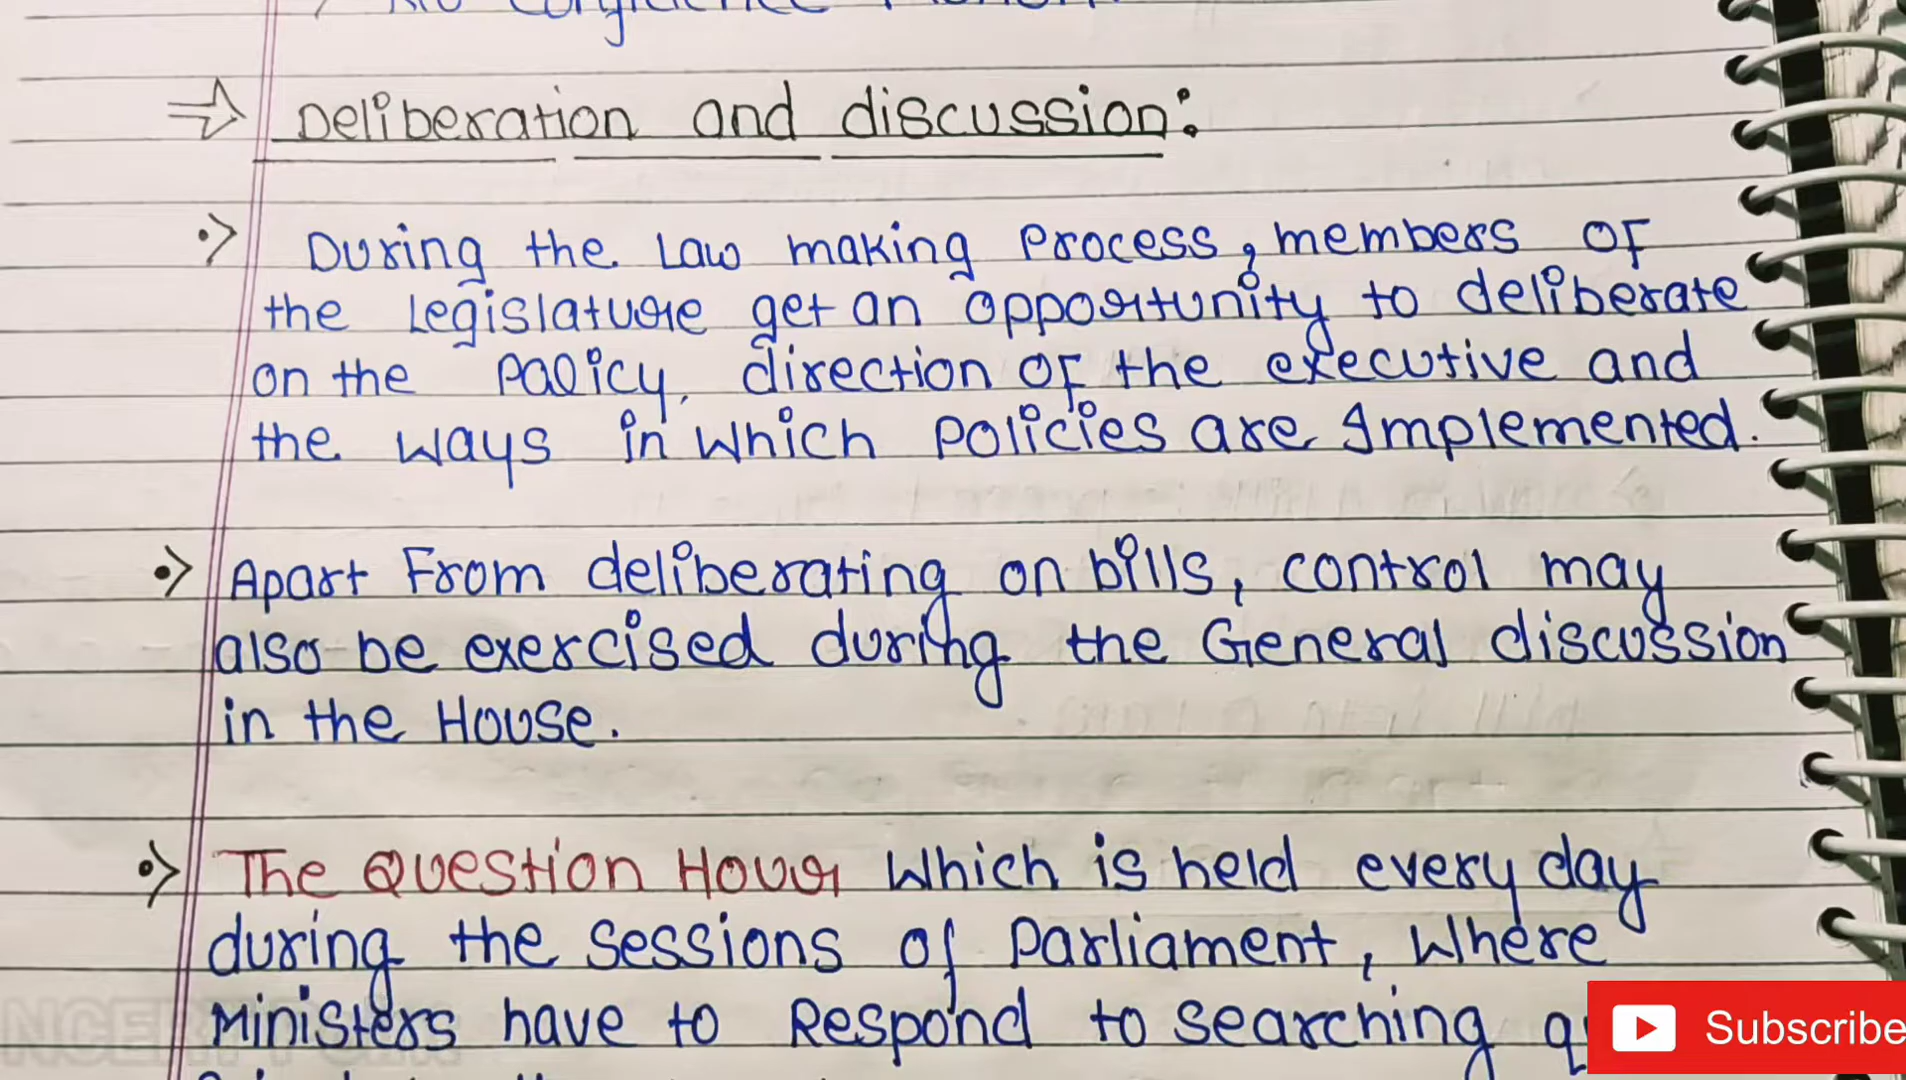 No Confidence Motion.
⇒ Deliberation and discussion:
•> During the Law making Process, members of
the Legislature get an opportunity to deliberate
on the Policy, direction of the executive and
the ways in which policies are Implemented.
•> Apart From deliberating on bills, control may
also be exercised during the General discussion
in the House.
•> The Question Hour Which is held every day
during the Sessions of Parliament, Where
Ministers have to Respond to searching q
Subscribe